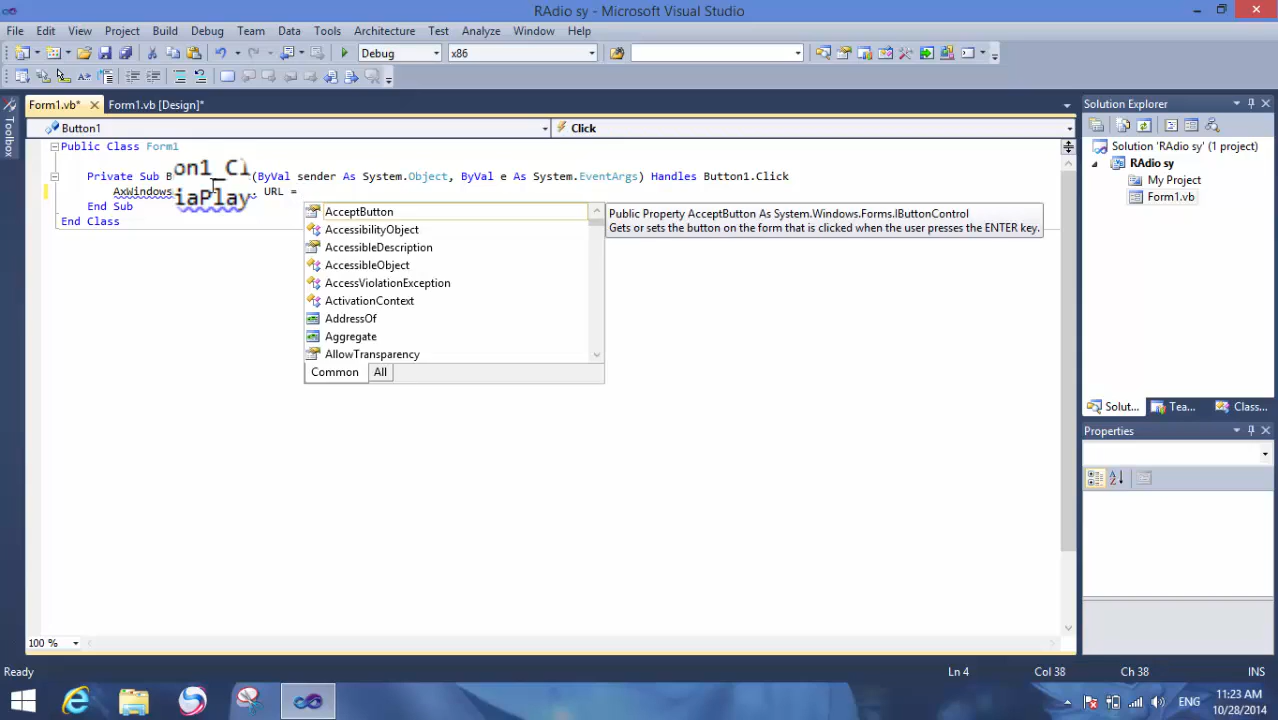 RAdio sy - Microsoft Visual Studio
File Edit View Project Build Debug Team Data Tools Architecture Test Analyze Window Help
Debug x86
Form1.vb* Form1.vb [Design]*
Toolbox
Button1 Click
Public Class Form1
Private Sub B on1_Cl (ByVal sender As System.Object, ByVal e As System.EventArgs) Handles Button1.Click
AxWindows iaPlay . URL =
End Sub
End Class
AcceptButton
AccessibilityObject
AccessibleDescription
AccessibleObject
AccessViolationException
ActivationContext
AddressOf
Aggregate
AllowTransparency
Common All
Public Property AcceptButton As System.Windows.Forms.IButtonControl
Gets or sets the button on the form that is clicked when the user presses the ENTER key.
Solution Explorer
Solution 'RAdio sy' (1 project)
RAdio sy
My Project
Form1.vb
Solut... Tea... Class...
Properties
100 %
Ready Ln 4 Col 38 Ch 38 INS
ENG
11:23 AM
10/28/2014